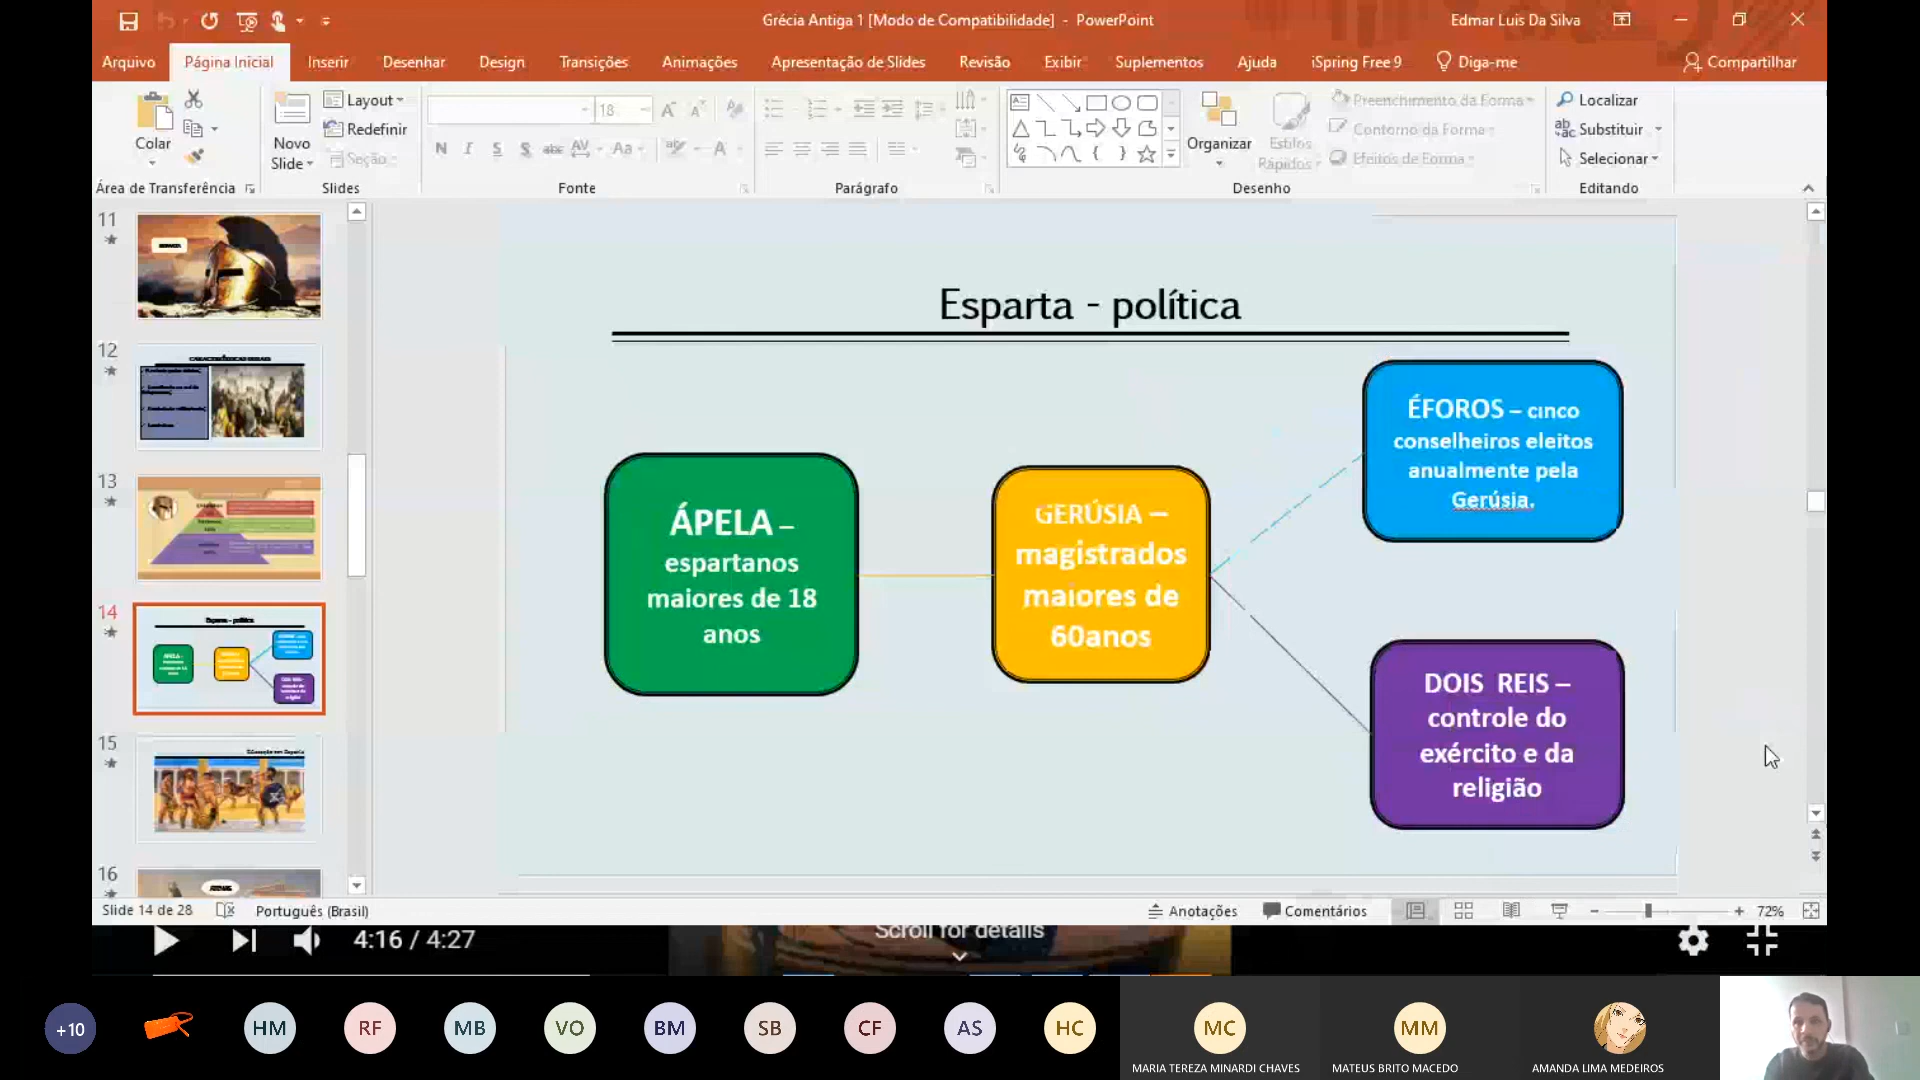 Grécia Antiga 1 [Modo de Compatibilidade] - PowerPoint
Edmar Luis Da Silva
Arquivo
Página Inicial
Inserir
Desenhar
Design
Transições
Animações
Apresentação de Slides
Revisão
Exibir
Suplementos
Ajuda
iSpring Free 9
Diga-me
Compartilhar
Colar
Novo
Slide
Layout
Redefinir
Seção
18
N I S S abc AV Aa
A
Organizar
Estilos
Rápidos
Preenchimento da Forma
Contorno da Forma
Efeitos de Forma
Localizar
Substituir
Selecionar
Área de Transferência
Slides
Fonte
Parágrafo
Desenho
Editando
11
12
13
14
15
16
Esparta - política
ÁPELA –
espartanos
maiores de 18
anos
GERÚSIA –
magistrados
maiores de
60anos
ÉFOROS – cinco
conselheiros eleitos
anualmente pela
Gerúsia.
DOIS REIS –
controle do
exército e da
religião
Slide 14 de 28
Português (Brasil)
Anotações
Comentários
72%
4:16 / 4:27
Scroll for details
+10
HM
RF
MB
VO
BM
SB
CF
AS
HC
MC
MM
MARIA TEREZA MINARDI CHAVES
MATEUS BRITO MACEDO
AMANDA LIMA MEDEIROS